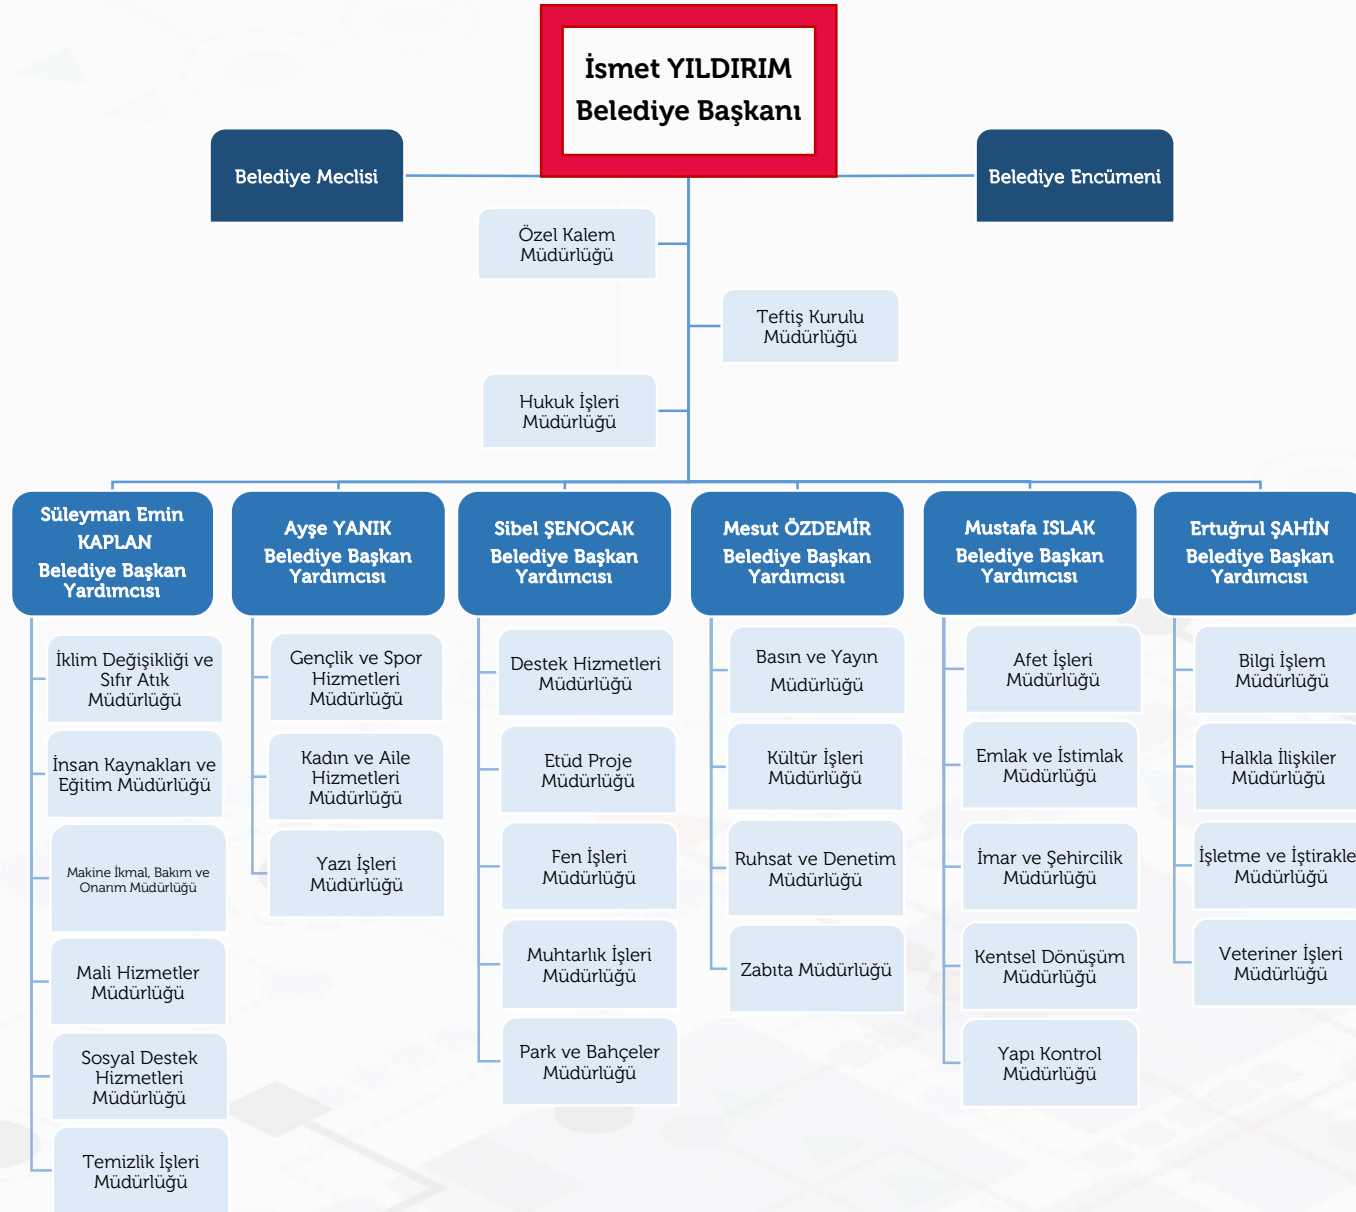 İsmet YILDIRIM
Belediye Başkanı
Belediye Meclisi
Belediye Encümeni
Özel Kalem
Müdürlüğü
Teftiş Kurulu
Müdürlüğü
Hukuk İşleri
Müdürlüğü
Süleyman Emin
KAPLAN
Belediye Başkan
Yardımcısı
İklim Değişikliği ve
Sıfır Atık
Müdürlüğü
İnsan Kaynakları ve
Eğitim Müdürlüğü
Makine İkmal, Bakım ve
Onarım Müdürlüğü
Mali Hizmetler
Müdürlüğü
Sosyal Destek
Hizmetleri
Müdürlüğü
Temizlik İşleri
Müdürlüğü
Ayşe YANIK
Belediye Başkan
Yardımcısı
Gençlik ve Spor
Hizmetleri
Müdürlüğü
Kadın ve Aile
Hizmetleri
Müdürlüğü
Yazı İşleri
Müdürlüğü
Sibel ŞENOCAK
Belediye Başkan
Yardımcısı
Destek Hizmetleri
Müdürlüğü
Etüd Proje
Müdürlüğü
Fen İşleri
Müdürlüğü
Muhtarlık İşleri
Müdürlüğü
Park ve Bahçeler
Müdürlüğü
Mesut ÖZDEMİR
Belediye Başkan
Yardımcısı
Basın ve Yayın
Müdürlüğü
Kültür İşleri
Müdürlüğü
Ruhsat ve Denetim
Müdürlüğü
Zabıta Müdürlüğü
Mustafa ISLAK
Belediye Başkan
Yardımcısı
Afet İşleri
Müdürlüğü
Emlak ve İstimlak
Müdürlüğü
İmar ve Şehircilik
Müdürlüğü
Kentsel Dönüşüm
Müdürlüğü
Yapı Kontrol
Müdürlüğü
Ertuğrul ŞAHİN
Belediye Başkan
Yardımcısı
Bilgi İşlem
Müdürlüğü
Halkla İlişkiler
Müdürlüğü
İşletme ve İştirakle
Müdürlüğü
Veteriner İşleri
Müdürlüğü